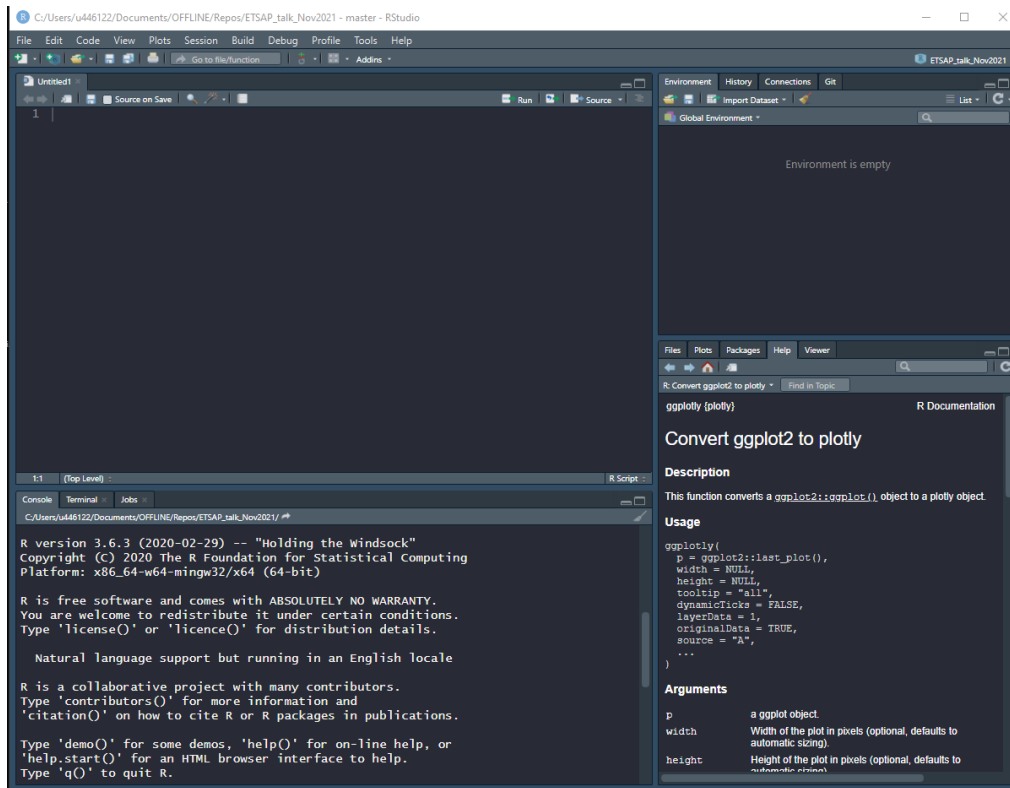 C:/Users/u446122/Documents/OFFLINE/Repos/ETSAP_talk_Nov2021 - master - RStudio
File Edit Code View Plots Session Build Debug Profile Tools Help
Go to file/function Addins ETSAP_talk_Nov2021
Untitled1
Source on Save Run Source
1
1:1 (Top Level) R Script
Console Terminal Jobs
C:/Users/u446122/Documents/OFFLINE/Repos/ETSAP_talk_Nov2021/
R version 3.6.3 (2020-02-29) -- "Holding the Windsock"
Copyright (C) 2020 The R Foundation for Statistical Computing
Platform: x86_64-w64-mingw32/x64 (64-bit)
R is free software and comes with ABSOLUTELY NO WARRANTY.
You are welcome to redistribute it under certain conditions.
Type 'license()' or 'licence()' for distribution details.
Natural language support but running in an English locale
R is a collaborative project with many contributors.
Type 'contributors()' for more information and
'citation()' on how to cite R or R packages in publications.
Type 'demo()' for some demos, 'help()' for on-line help, or
'help.start()' for an HTML browser interface to help.
Type 'q()' to quit R.
Environment History Connections Git
Import Dataset List
Global Environment
Environment is empty
Files Plots Packages Help Viewer
R: Convert ggplot2 to plotly Find in Topic
ggplotly {plotly} R Documentation
Convert ggplot2 to plotly
Description
This function converts a ggplot2::ggplot() object to a plotly object.
Usage
ggplotly(
p = ggplot2::last_plot(),
width = NULL,
height = NULL,
tooltip = "all",
dynamicTicks = FALSE,
layerData = 1,
originalData = TRUE,
source = "A",
...
)
Arguments
p a ggplot object.
width Width of the plot in pixels (optional, defaults to
automatic sizing).
height Height of the plot in pixels (optional, defaults to
automatic sizing)